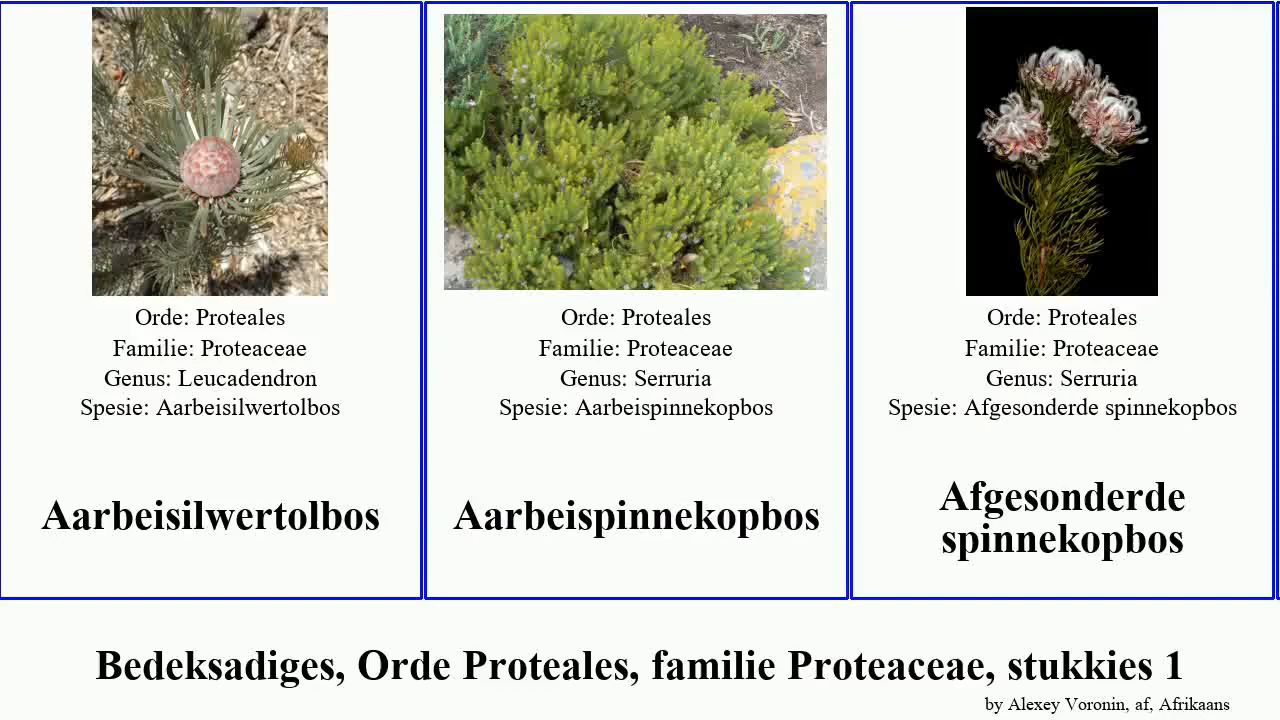 Orde: Proteales
Familie: Proteaceae
Genus: Leucadendron
Spesie: Aarbeisilwertolbos
Aarbeisilwertolbos
Orde: Proteales
Familie: Proteaceae
Genus: Serruria
Spesie: Aarbeispinnekopbos
Aarbeispinnekopbos
Orde: Proteales
Familie: Proteaceae
Genus: Serruria
Spesie: Afgesonderde spinnekopbos
Afgesonderde
spinnekopbos
Bedeksadiges, Orde Proteales, familie Proteaceae, stukkies 1
by Alexey Voronin, af, Afrikaans